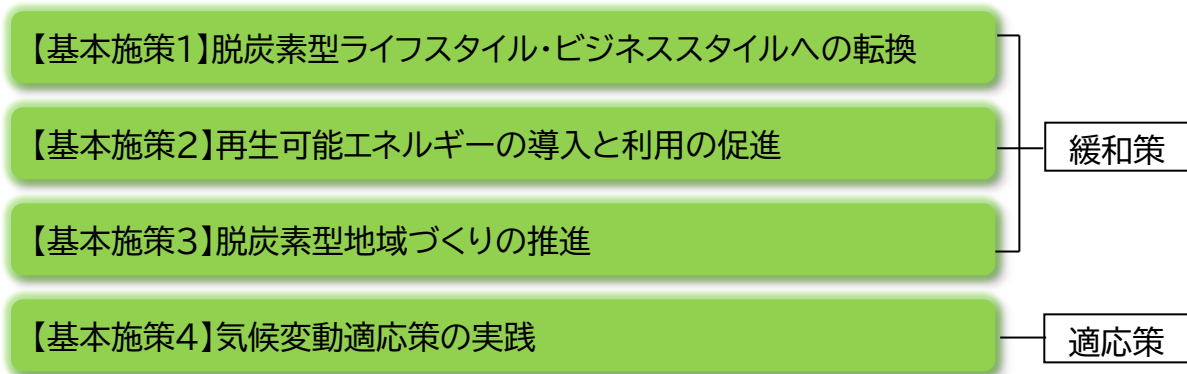 【基本施策1】脱炭素型ライフスタイル・ビジネススタイルへの転換
【基本施策2】再生可能エネルギーの導入と利用の促進
緩和策
【基本施策3】脱炭素型地域づくりの推進
【基本施策4】気候変動適応策の実践
適応策